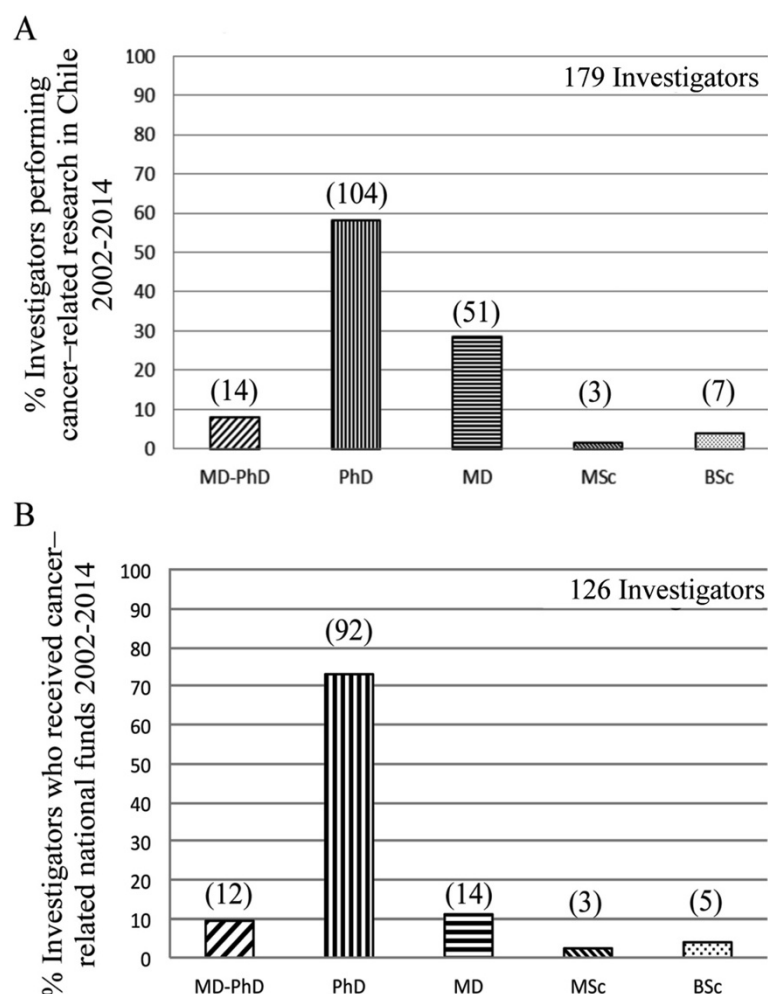 A
% Investigators performing
cancer–related research in Chile
2002-2014
100
90
80
70
60
50
40
30
20
10
0
179 Investigators
(14)
(104)
(51)
(3)
(7)
MD-PhD
PhD
MD
MSc
BSc
B
% Investigators who received cancer–
related national funds 2002-2014
100
90
80
70
60
50
40
30
20
10
0
126 Investigators
(12)
(92)
(14)
(3)
(5)
MD-PhD
PhD
MD
MSc
BSc